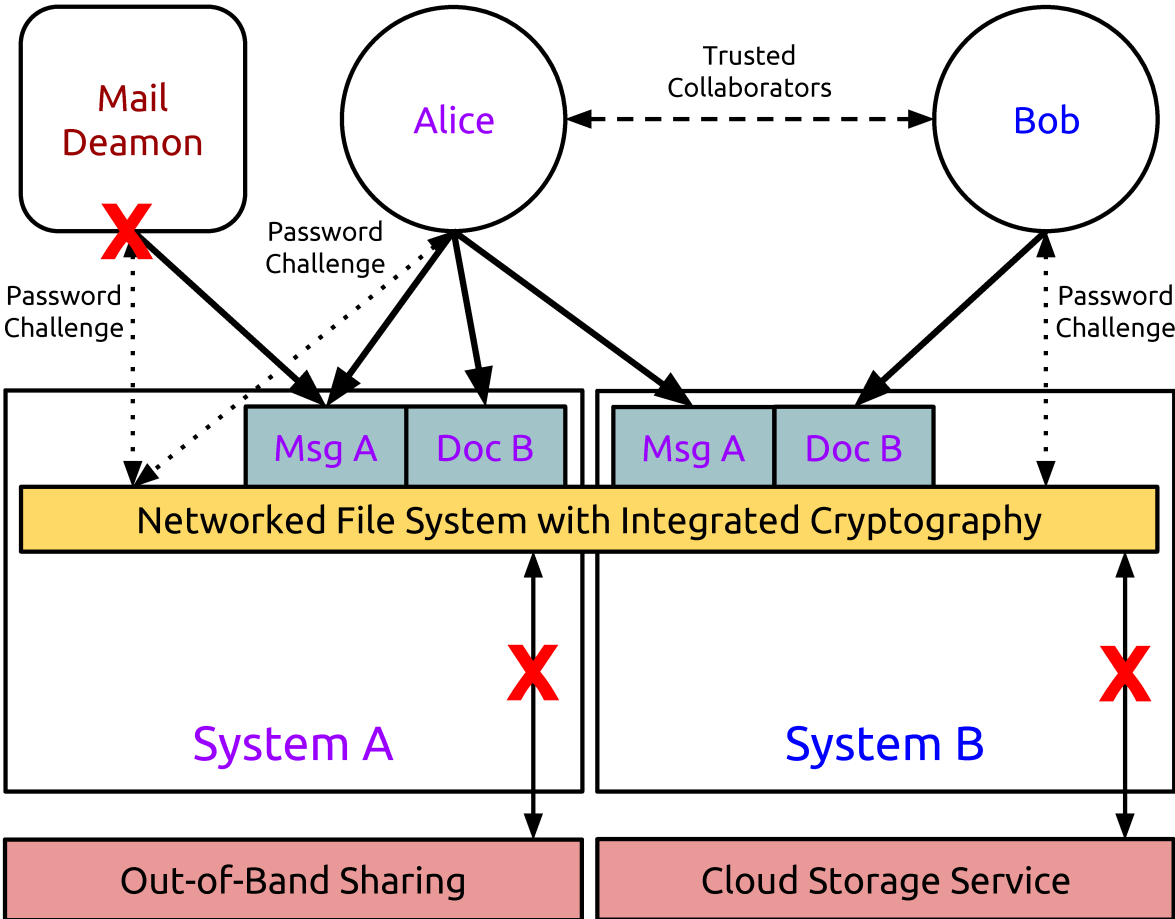 Mail
Deamon
Alice
Trusted
Collaborators
Bob
X
Password
Challenge
Password
Challenge
Password
Challenge
Msg A
Doc B
Msg A
Doc B
Networked File System with Integrated Cryptography
X
X
System A
System B
Out-of-Band Sharing
Cloud Storage Service